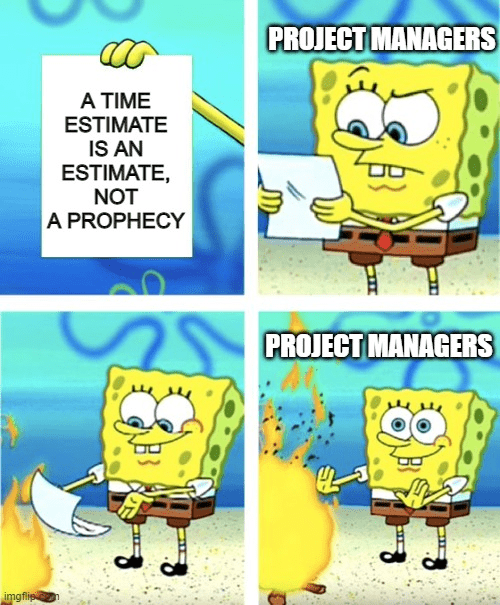 A TIME
ESTIMATE
IS AN
ESTIMATE,
NOT
A PROPHECY
PROJECT MANAGERS
PROJECT MANAGERS